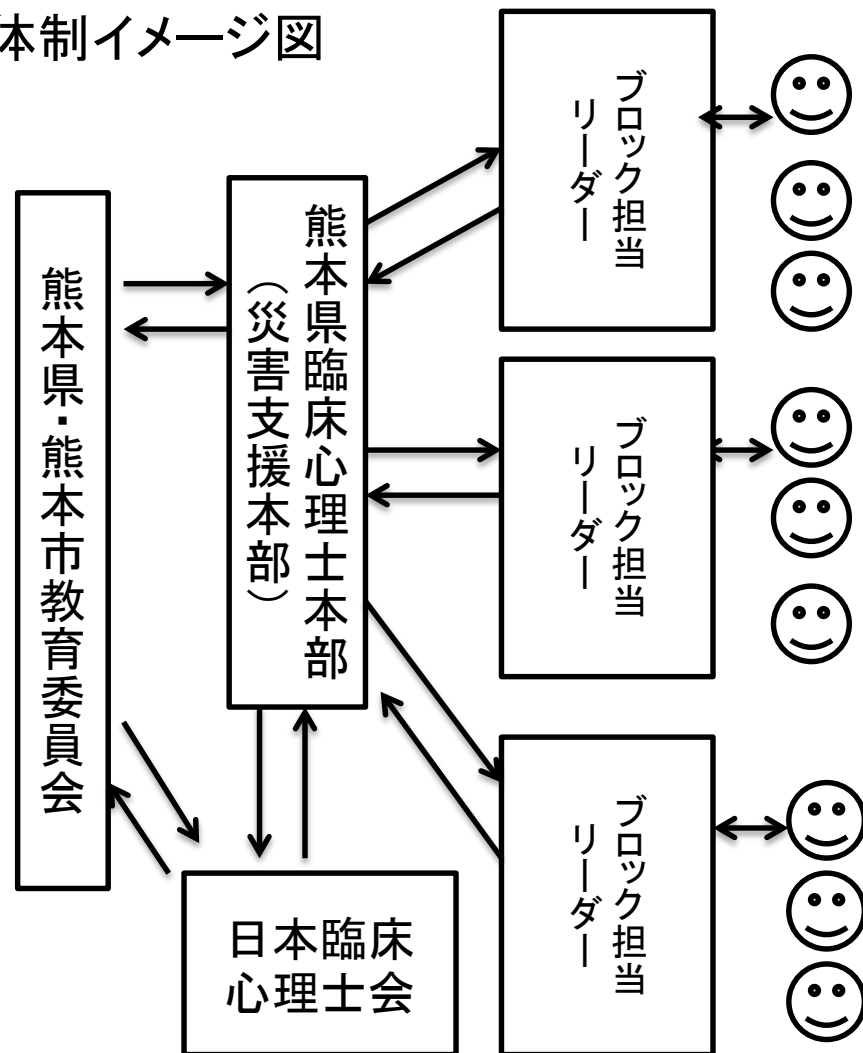 体制イメージ図
熊本県・熊本市教育委員会
熊本県臨床心理士本部
（災害支援本部）
日本臨床
心理士会
ブロック担当
リーダー
ブロック担当
リーダー
ブロック担当
リーダー